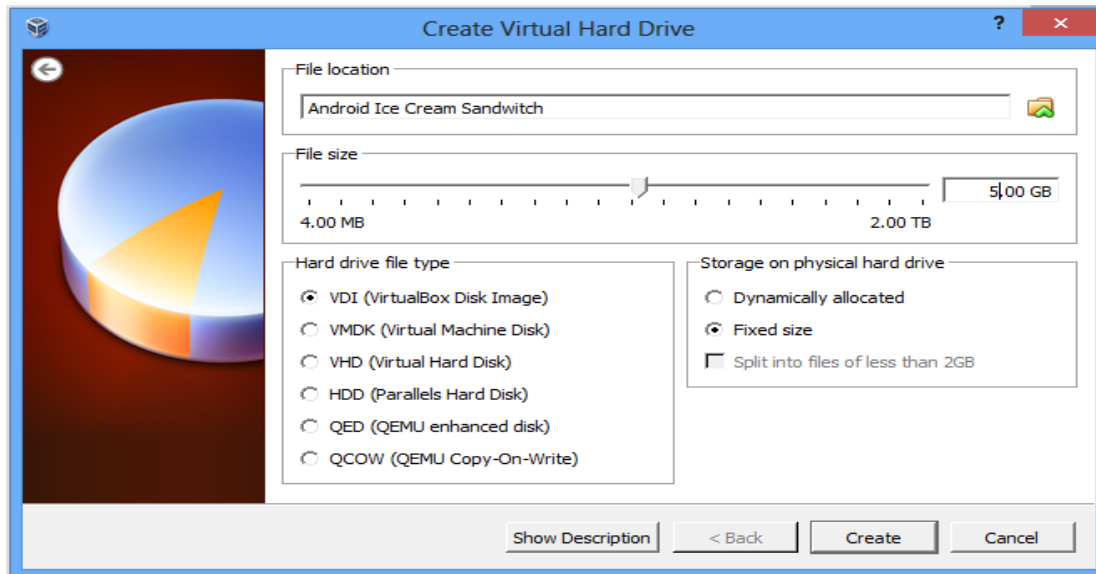 Create Virtual Hard Drive
?
×
File location
Android Ice Cream Sandwitch
File size
5.00 GB
4.00 MB
2.00 TB
Hard drive file type
VDI (VirtualBox Disk Image)
VMDK (Virtual Machine Disk)
VHD (Virtual Hard Disk)
HDD (Parallels Hard Disk)
QED (QEMU enhanced disk)
QCOW (QEMU Copy-On-Write)
Storage on physical hard drive
Dynamically allocated
Fixed size
Split into files of less than 2GB
Show Description
< Back
Create
Cancel